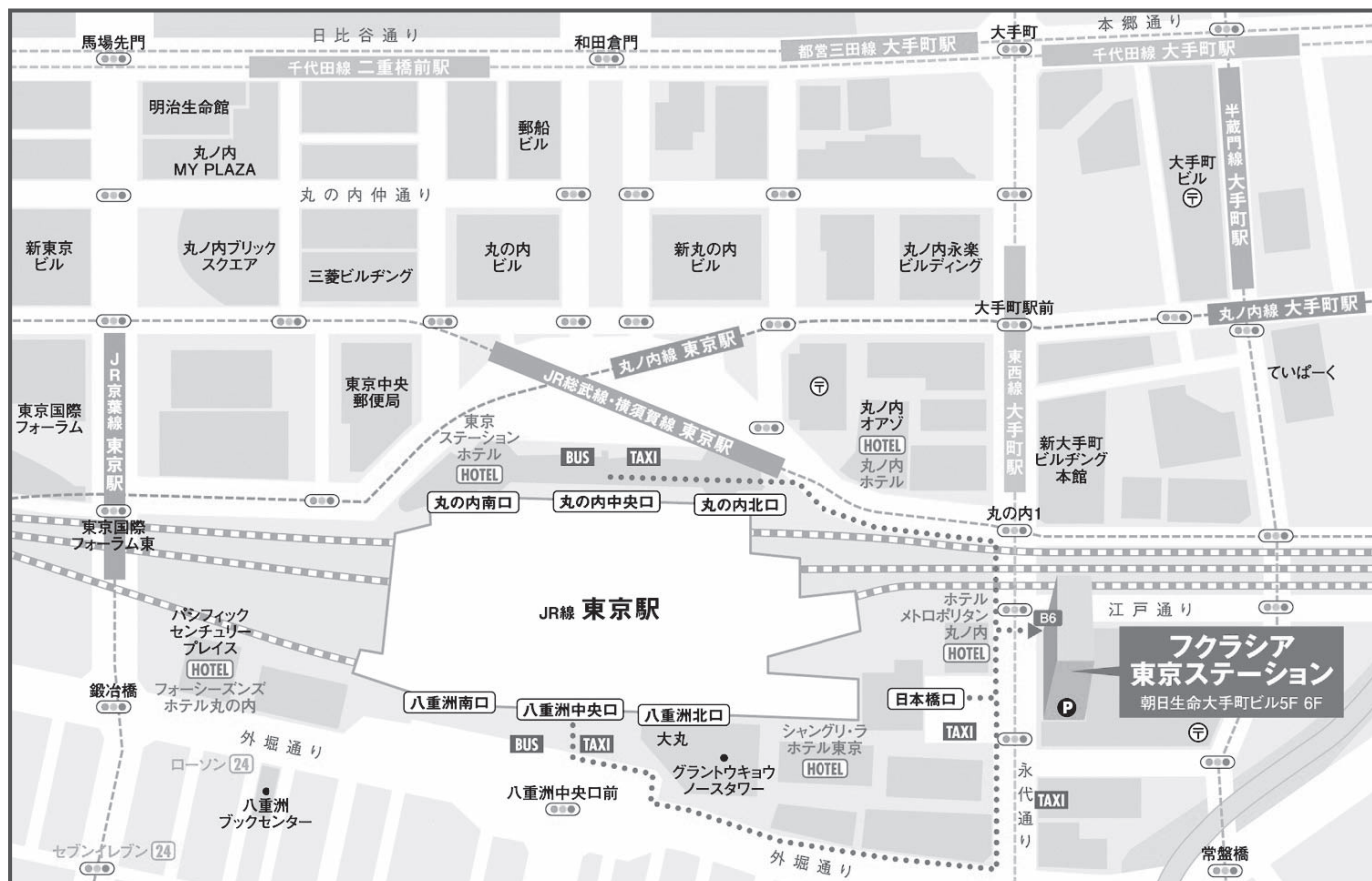 馬場先門
日比谷通り
和田倉門
大手町
本郷通り
千代田線 二重橋前駅
都営三田線 大手町駅
千代田線 大手町駅
明治生命館
丸ノ内
MY PLAZA
郵船
ビル
大手町
ビル
〒
半蔵門線 大手町駅
丸の内仲通り
新東京
ビル
丸ノ内ブリック
スクエア
三菱ビルヂング
丸の内
ビル
新丸の内
ビル
丸ノ内永楽
ビルディング
大手町駅前
丸ノ内線 大手町駅
JR京葉線 東京駅
東京国際
フォーラム
東京中央
郵便局
丸ノ内線 東京駅
JR総武線・横須賀線 東京駅
〒
丸ノ内
オアゾ
HOTEL
丸ノ内
ホテル
東西線 大手町駅
新大手町
ビルヂング
本館
ていぱーく
東京
ステーション
ホテル
HOTEL
BUS
TAXI
丸の内南口
丸の内中央口
丸の内北口
丸の内1
東京国際
フォーラム東
JR線 東京駅
ホテル
メトロポリタン
丸ノ内
HOTEL
B6
江戸通り
フクラシア
東京ステーション
朝日生命大手町ビル5F 6F
P
〒
パシフィック
センチュリー
プレイス
HOTEL
フォーシーズンズ
ホテル丸の内
鍛冶橋
八重洲南口
八重洲中央口
八重洲北口
日本橋口
TAXI
BUS
TAXI
大丸
グラントウキョウ
ノースタワー
シャングリ・ラ
ホテル東京
HOTEL
外堀通り
ローソン24
八重洲
ブックセンター
八重洲中央口前
永代通り
TAXI
セブンイレブン24
外堀通り
常盤橋